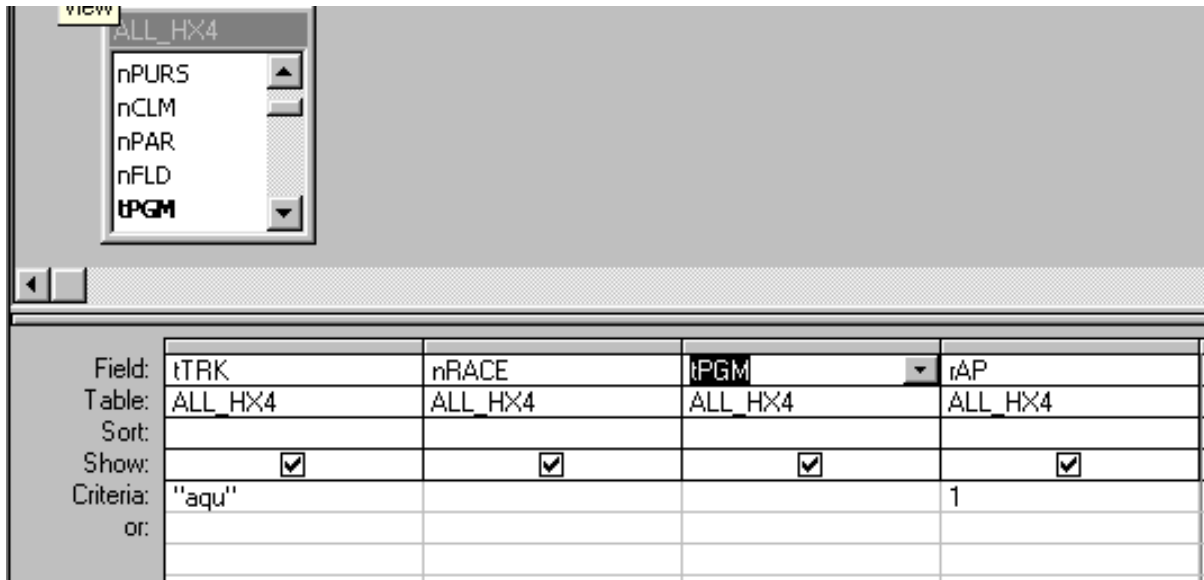 View
ALL_HX4
nPURS
nCLM
nPAR
nFLD
tPGM
Field: tTRK nRACE tPGM rAP
Table: ALL_HX4 ALL_HX4 ALL_HX4 ALL_HX4
Sort:
Show:
Criteria: "aqu" 1
or: